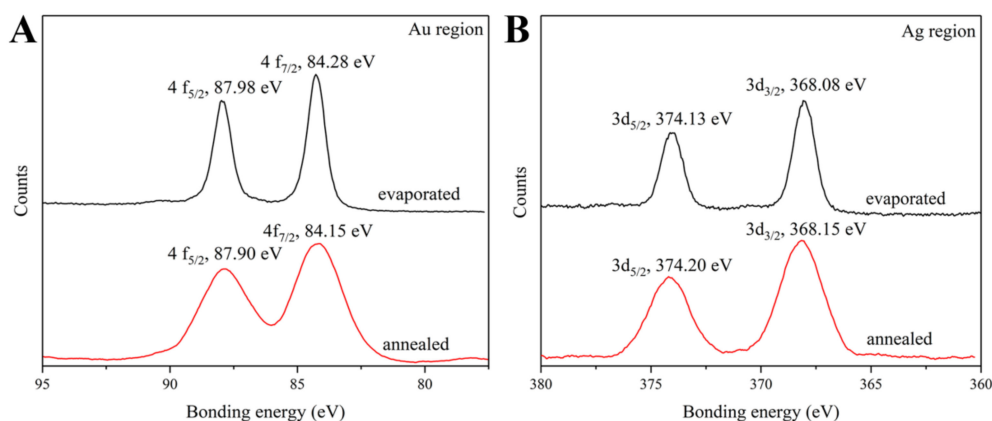 A
Au region
4 f7/2, 84.28 eV
4 f5/2, 87.98 eV
evaporated
4f7/2, 84.15 eV
4 f5/2, 87.90 eV
annealed
Counts
95 90 85 80
Bonding energy (eV)
B
Ag region
3d3/2, 368.08 eV
3d5/2, 374.13 eV
evaporated
3d3/2, 368.15 eV
3d5/2, 374.20 eV
annealed
Counts
380 374 370 365 360
Bonding energy (eV)